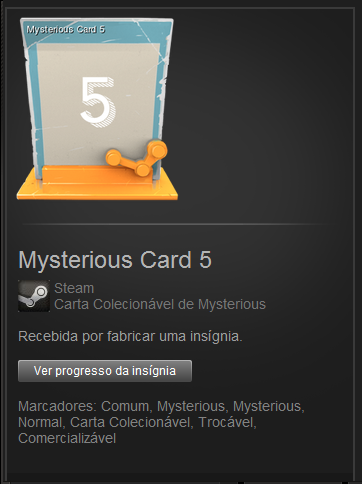 Mysterious Card 5
5
Mysterious Card 5
Steam
Carta Colecionável de Mysterious
Recebida por fabricar uma insígnia.
Ver progresso da insígnia
Marcadores: Comum, Mysterious, Mysterious,
Normal, Carta Colecionável, Trocável,
Comercializável